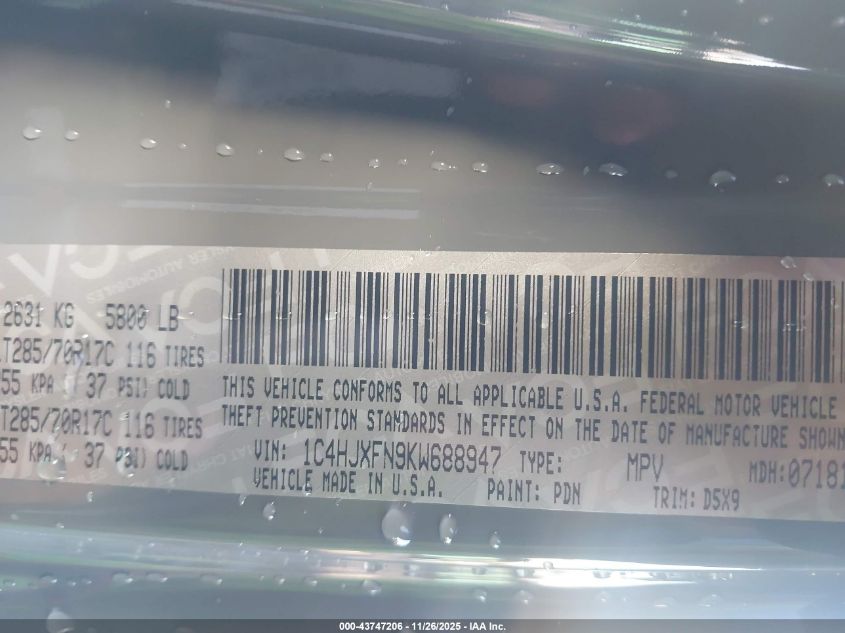 2631 KG 5800 LB
T285/70R17C 116 TIRES
55 KPA / 37 PSI) COLD
T285/70R17C 116 TIRES
55 KPA / 37 PSI) COLD
THIS VEHICLE CONFORMS TO ALL APPLICABLE U.S.A. FEDERAL MOTOR VEHICLE
THEFT PREVENTION STANDARDS IN EFFECT ON THE DATE OF MANUFACTURE SHOWN
VIN: 1C4HJXFN9KW688947 TYPE: MPV MDH:07181
VEHICLE MADE IN U.S.A. PAINT: PDN TRIM: D5X9
000-43747206 - 11/26/2025 - IAA Inc.